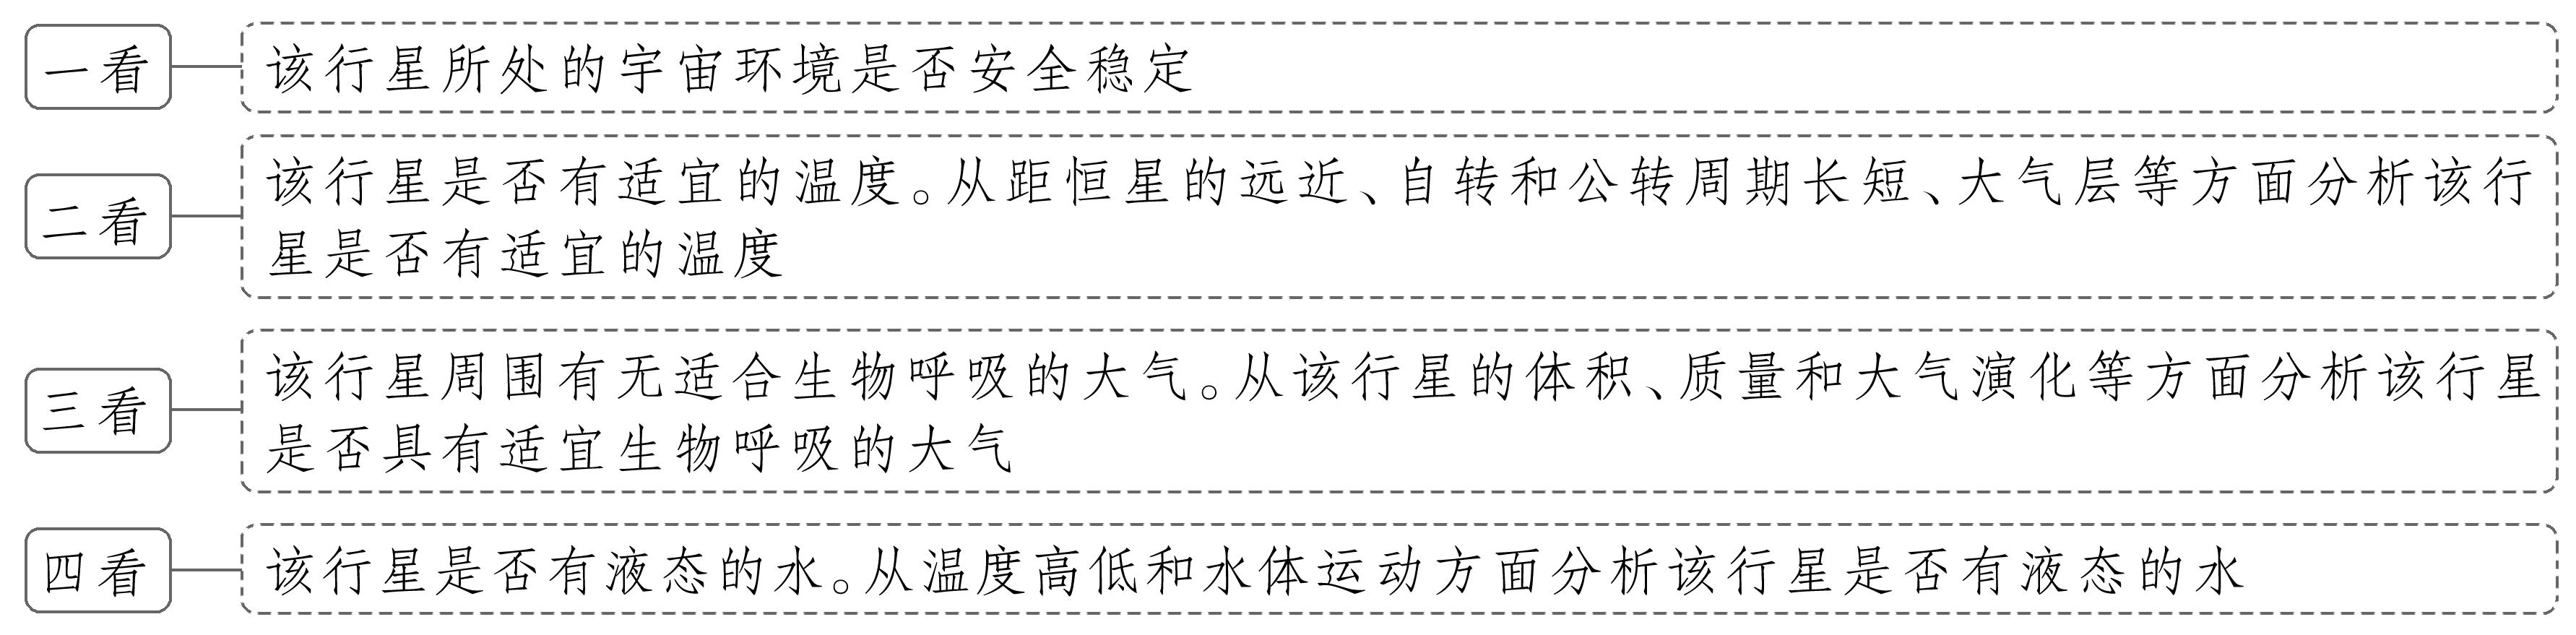 一看
该行星所处的宇宙环境是否安全稳定
二看
该行星是否有适宜的温度。从距恒星的远近、自转和公转周期长短、大气层等方面分析该行
星是否有适宜的温度
三看
该行星周围有无适合生物呼吸的大气。从该行星的体积、质量和大气演化等方面分析该行星
是否具有适宜生物呼吸的大气
四看
该行星是否有液态的水。从温度高低和水体运动方面分析该行星是否有液态的水